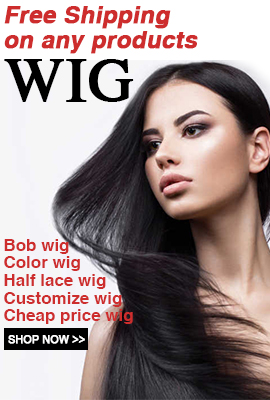 Free Shipping
on any products
WIG
Bob wig
Color wig
Half lace wig
Customize wig
Cheap price wig
SHOP NOW >>